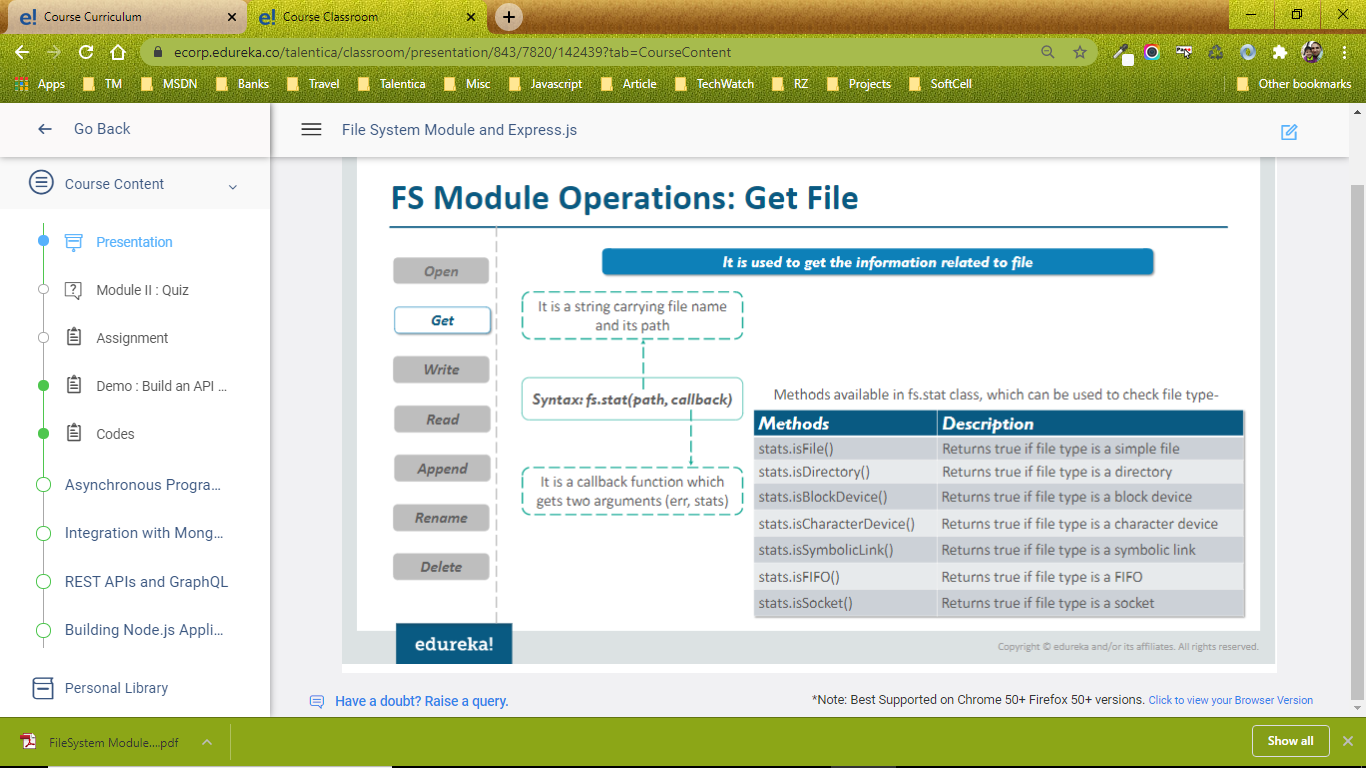 e! Course Curriculum
e! Course Classroom
ecorp.edureka.co/talentica/classroom/presentation/843/7820/142439?tab=CourseContent
Apps TM MSDN Banks Travel Talentica Misc Javascript Article TechWatch RZ Projects SoftCell Other bookmarks
Go Back
File System Module and Express.js
Course Content
Presentation
Module II : Quiz
Assignment
Demo : Build an API ...
Codes
Asynchronous Progra...
Integration with Mong...
REST APIs and GraphQL
Building Node.js Appli...
Personal Library
FS Module Operations: Get File
Open
Get
Write
Read
Append
Rename
Delete
It is used to get the information related to file
It is a string carrying file name
and its path
Syntax: fs.stat(path, callback)
It is a callback function which
gets two arguments (err, stats)
Methods available in fs.stat class, which can be used to check file type-
Methods Description
stats.isFile() Returns true if file type is a simple file
stats.isDirectory() Returns true if file type is a directory
stats.isBlockDevice() Returns true if file type is a block device
stats.isCharacterDevice() Returns true if file type is a character device
stats.isSymbolicLink() Returns true if file type is a symbolic link
stats.isFIFO() Returns true if file type is a FIFO
stats.isSocket() Returns true if file type is a socket
edureka!
Copyright © edureka and/or its affiliates. All rights reserved.
Have a doubt? Raise a query.
*Note: Best Supported on Chrome 50+ Firefox 50+ versions. Click to view your Browser Version
FileSystem Module....pdf
Show all